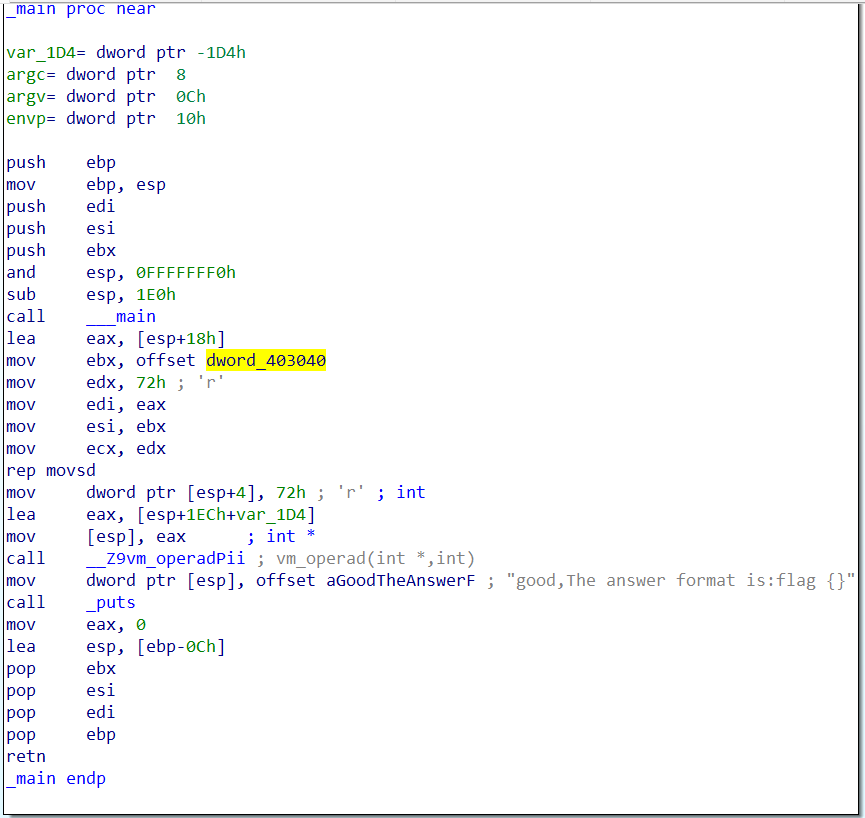 _main proc near
var_1D4= dword ptr -1D4h
argc= dword ptr  8
argv= dword ptr  0Ch
envp= dword ptr  10h
push    ebp
mov     ebp, esp
push    edi
push    esi
push    ebx
and     esp, 0FFFFFFF0h
sub     esp, 1E0h
call    ___main
lea     eax, [esp+18h]
mov     ebx, offset dword_403040
mov     edx, 72h ; 'r'
mov     edi, eax
mov     esi, ebx
mov     ecx, edx
rep movsd
mov     dword ptr [esp+4], 72h ; 'r' ; int
lea     eax, [esp+1ECh+var_1D4]
mov     [esp], eax      ; int *
call    __Z9vm_operadPii ; vm_operad(int *,int)
mov     dword ptr [esp], offset aGoodTheAnswerF ; "good,The answer format is:flag {}"
call    _puts
mov     eax, 0
lea     esp, [ebp-0Ch]
pop     ebx
pop     esi
pop     edi
pop     ebp
retn
_main endp